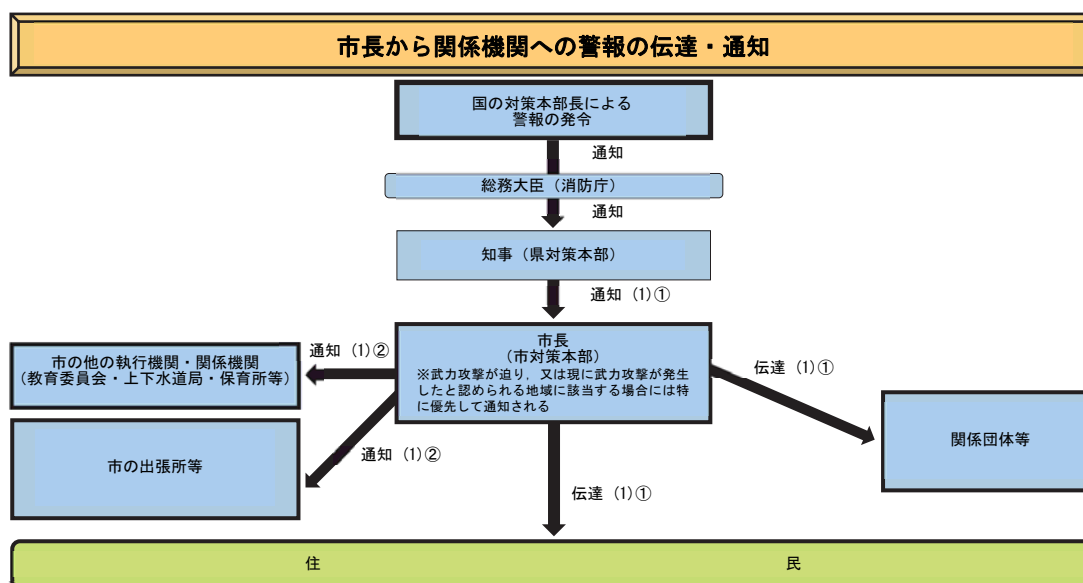 市長から関係機関への警報の伝達・通知
国の対策本部長による
警報の発令
通知
総務大臣（消防庁）
通知
知事（県対策本部）
通知 (1)①
市長
（市対策本部）
※武力攻撃が迫り，又は現に武力攻撃が発生
したと認められる地域に該当する場合には特
に優先して通知される
通知 (1)②
市の他の執行機関・関係機関
（教育委員会・上下水道局・保育所等）
伝達 (1)①
関係団体等
通知 (1)②
市の出張所等
伝達 (1)①
住　民